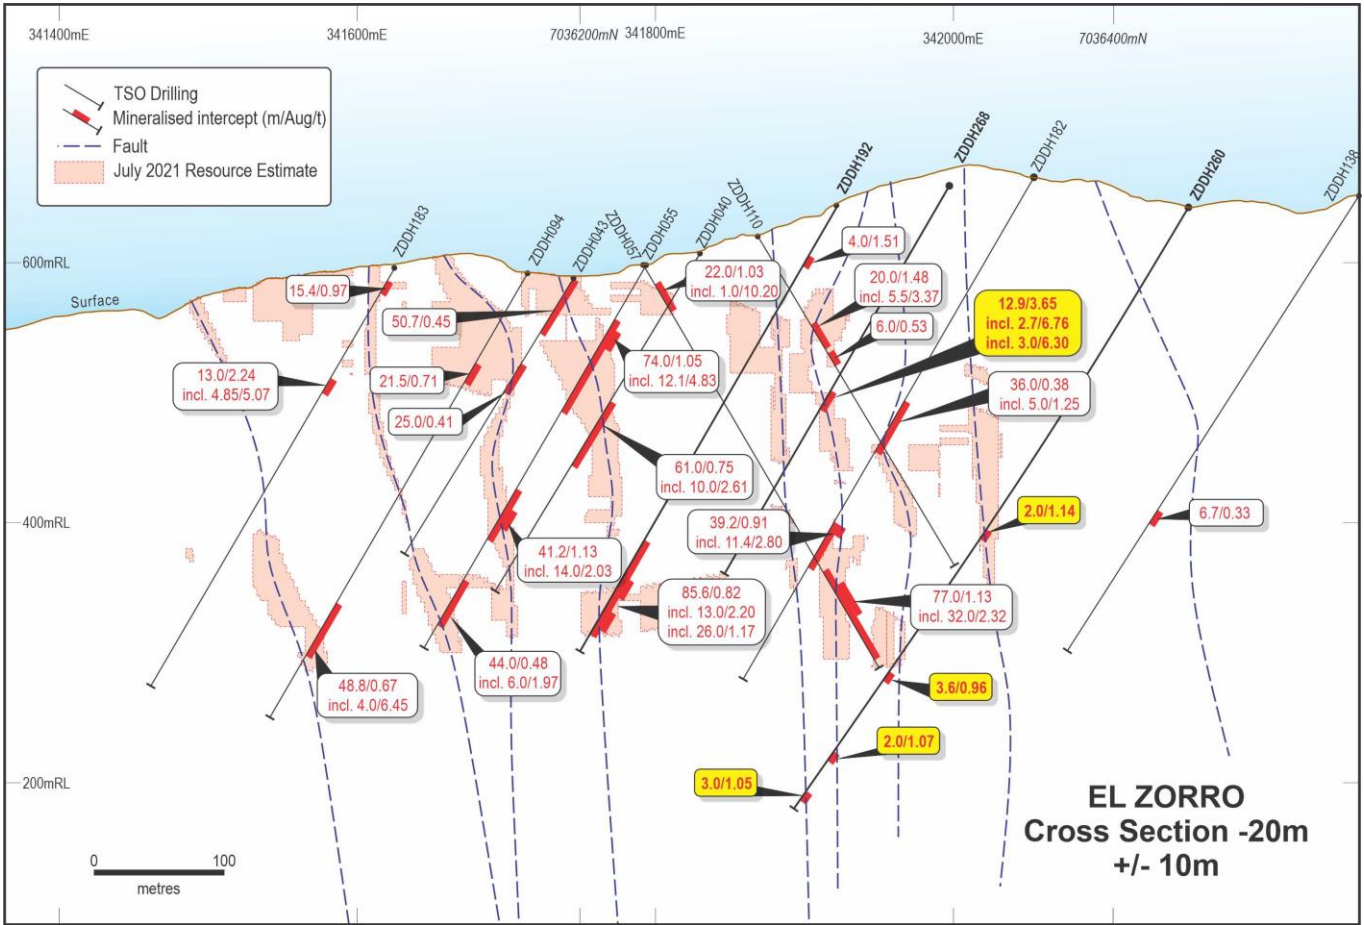 341400mE
341600mE
7036200mN
341800mE
342000mE
7036400mN
TSO Drilling
Mineralised intercept (m/Aug/t)
Fault
July 2021 Resource Estimate
ZDDH183
ZDDH094
ZDDH043
ZDDH057
ZDDH055
ZDDH040
ZDDH110
ZDDH192
ZDDH268
ZDDH182
ZDDH260
ZDDH138
600mRL
Surface
400mRL
200mRL
4.0/1.51
15.4/0.97
22.0/1.03
incl. 1.0/10.20
20.0/1.48
incl. 5.5/3.37
12.9/3.65
incl. 2.7/6.76
incl. 3.0/6.30
50.7/0.45
6.0/0.53
13.0/2.24
incl. 4.85/5.07
21.5/0.71
74.0/1.05
incl. 12.1/4.83
36.0/0.38
incl. 5.0/1.25
25.0/0.41
61.0/0.75
incl. 10.0/2.61
39.2/0.91
incl. 11.4/2.80
2.0/1.14
6.7/0.33
41.2/1.13
incl. 14.0/2.03
85.6/0.82
incl. 13.0/2.20
incl. 26.0/1.17
77.0/1.13
incl. 32.0/2.32
44.0/0.48
incl. 6.0/1.97
48.8/0.67
incl. 4.0/6.45
3.6/0.96
2.0/1.07
3.0/1.05
EL ZORRO
Cross Section -20m
+/- 10m
0 100
metres